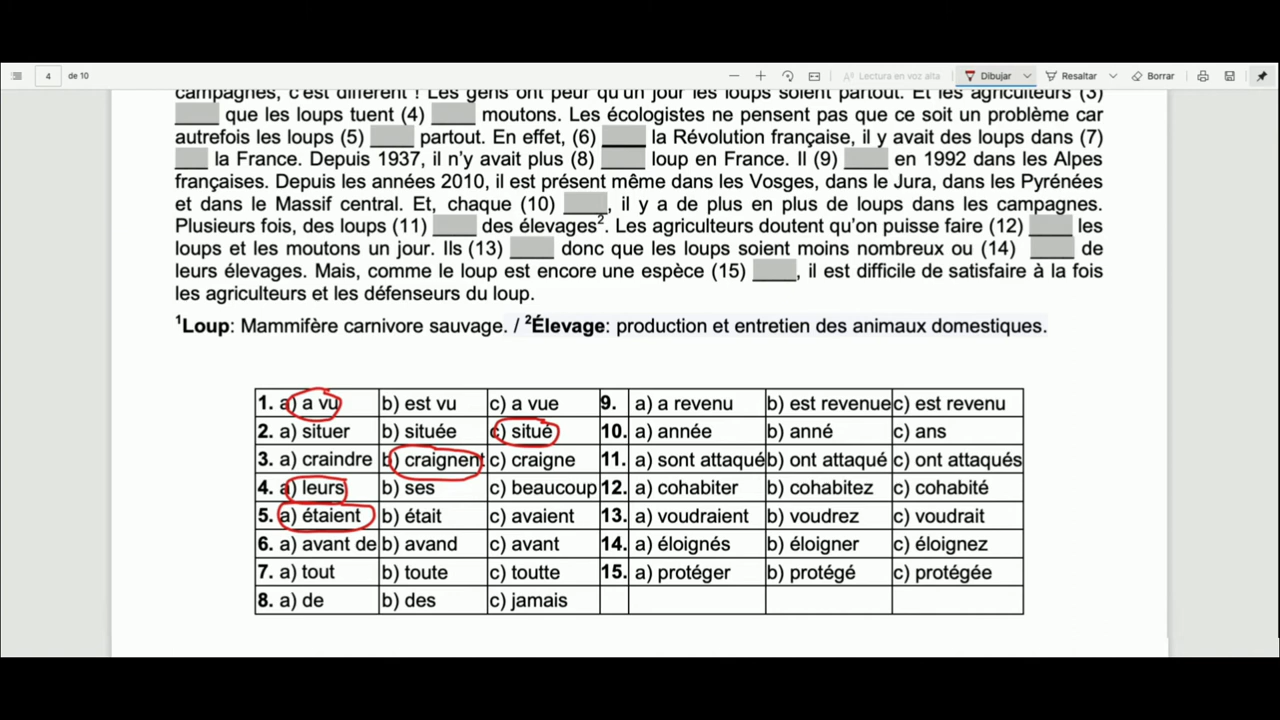 4 de 10 Lectura en voz alta Dibujar Resaltar Borrar
campagnes, c'est différent ! Les gens ont peur qu'un jour les loups soient partout. Et les agriculteurs (3)
____ que les loups tuent (4) ____ moutons. Les écologistes ne pensent pas que ce soit un problème car
autrefois les loups (5) ____ partout. En effet, (6) ____ la Révolution française, il y avait des loups dans (7)
___ la France. Depuis 1937, il n'y avait plus (8) ____ loup en France. Il (9) ____ en 1992 dans les Alpes
françaises. Depuis les années 2010, il est présent même dans les Vosges, dans le Jura, dans les Pyrénées
et dans le Massif central. Et, chaque (10) ____, il y a de plus en plus de loups dans les campagnes.
Plusieurs fois, des loups (11) ____ des élevages². Les agriculteurs doutent qu'on puisse faire (12) ____ les
loups et les moutons un jour. Ils (13) ____ donc que les loups soient moins nombreux ou (14) ____ de
leurs élevages. Mais, comme le loup est encore une espèce (15) ____, il est difficile de satisfaire à la fois
les agriculteurs et les défenseurs du loup.
¹Loup: Mammifère carnivore sauvage. / ²Élevage: production et entretien des animaux domestiques.
1. a) a vu b) est vu c) a vue 9. a) a revenu b) est revenue c) est revenu
2. a) situer b) située c) situé 10. a) année b) anné c) ans
3. a) craindre b) craignent c) craigne 11. a) sont attaqué b) ont attaqué c) ont attaqués
4. a) leurs b) ses c) beaucoup 12. a) cohabiter b) cohabitez c) cohabité
5. a) étaient b) était c) avaient 13. a) voudraient b) voudrez c) voudrait
6. a) avant de b) avand c) avant 14. a) éloignés b) éloigner c) éloignez
7. a) tout b) toute c) toutte 15. a) protéger b) protégé c) protégée
8. a) de b) des c) jamais